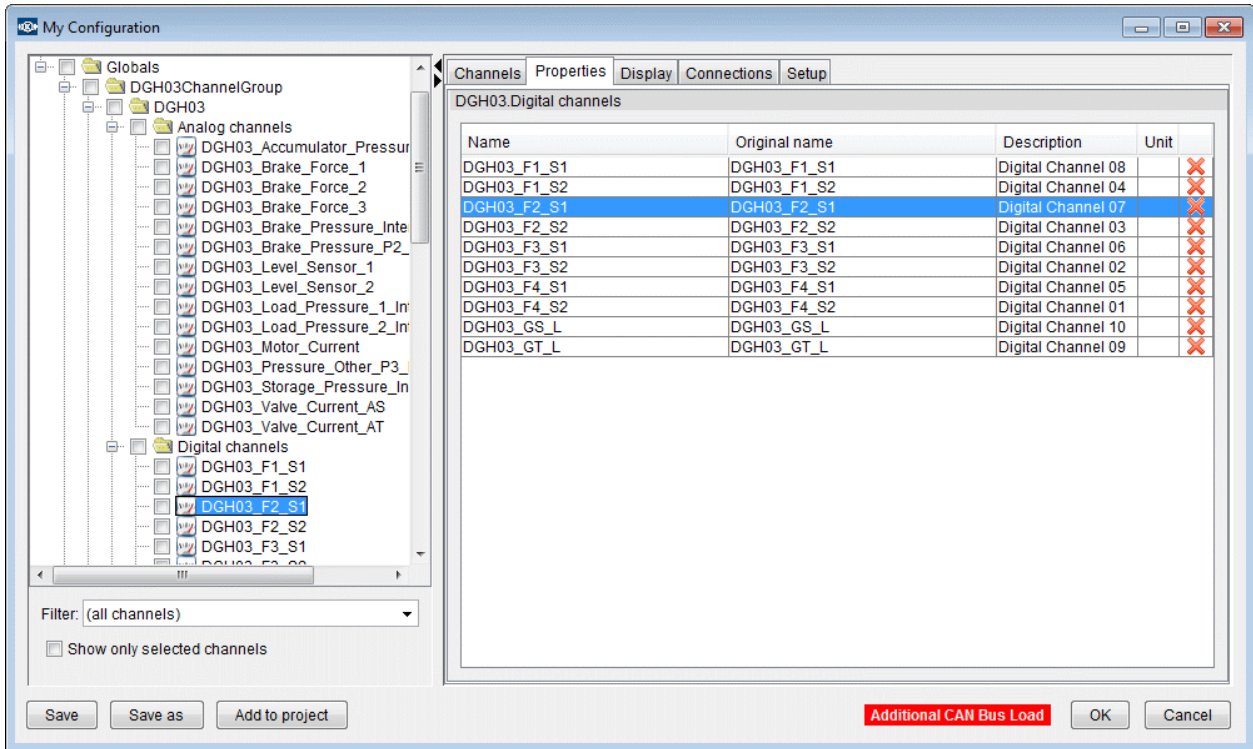 My Configuration
Globals
DGH03ChannelGroup
DGH03
Analog channels
DGH03_Accumulator_Pressur
DGH03_Brake_Force_1
DGH03_Brake_Force_2
DGH03_Brake_Force_3
DGH03_Brake_Pressure_Inte
DGH03_Brake_Pressure_P2_
DGH03_Level_Sensor_1
DGH03_Level_Sensor_2
DGH03_Load_Pressure_1_In
DGH03_Load_Pressure_2_In
DGH03_Motor_Current
DGH03_Pressure_Other_P3_
DGH03_Storage_Pressure_In
DGH03_Valve_Current_AS
DGH03_Valve_Current_AT
Digital channels
DGH03_F1_S1
DGH03_F1_S2
DGH03_F2_S1
DGH03_F2_S2
DGH03_F3_S1
Filter: (all channels)
Show only selected channels
Channels Properties Display Connections Setup
DGH03.Digital channels
Name Original name Description Unit
DGH03_F1_S1 DGH03_F1_S1 Digital Channel 08
DGH03_F1_S2 DGH03_F1_S2 Digital Channel 04
DGH03_F2_S1 DGH03_F2_S1 Digital Channel 07
DGH03_F2_S2 DGH03_F2_S2 Digital Channel 03
DGH03_F3_S1 DGH03_F3_S1 Digital Channel 06
DGH03_F3_S2 DGH03_F3_S2 Digital Channel 02
DGH03_F4_S1 DGH03_F4_S1 Digital Channel 05
DGH03_F4_S2 DGH03_F4_S2 Digital Channel 01
DGH03_GS_L DGH03_GS_L Digital Channel 10
DGH03_GT_L DGH03_GT_L Digital Channel 09
Save Save as Add to project Additional CAN Bus Load OK Cancel